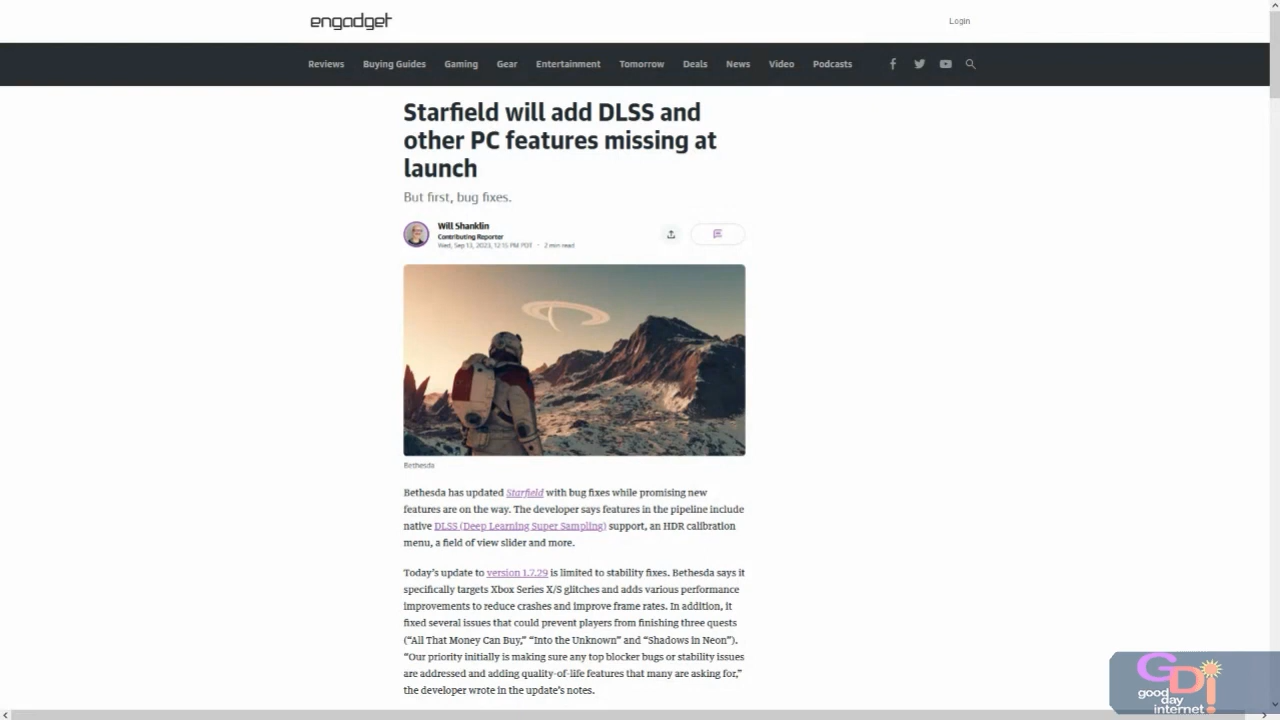 engadget
Login
Reviews Buying Guides Gaming Gear Entertainment Tomorrow Deals News Video Podcasts
Starfield will add DLSS and
other PC features missing at
launch
But first, bug fixes.
Will Shanklin
Contributing Reporter
Wed, Sep 13, 2023, 12:15 PM PDT · 2 min read
Bethesda
Bethesda has updated Starfield with bug fixes while promising new
features are on the way. The developer says features in the pipeline include
native DLSS (Deep Learning Super Sampling) support, an HDR calibration
menu, a field of view slider and more.
Today's update to version 1.7.29 is limited to stability fixes. Bethesda says it
specifically targets Xbox Series X/S glitches and adds various performance
improvements to reduce crashes and improve frame rates. In addition, it
fixed several issues that could prevent players from finishing three quests
(“All That Money Can Buy,” “Into the Unknown” and “Shadows in Neon”).
“Our priority initially is making sure any top blocker bugs or stability issues
are addressed and adding quality-of-life features that many are asking for,”
the developer wrote in the update's notes.
GDi
good
day
internet